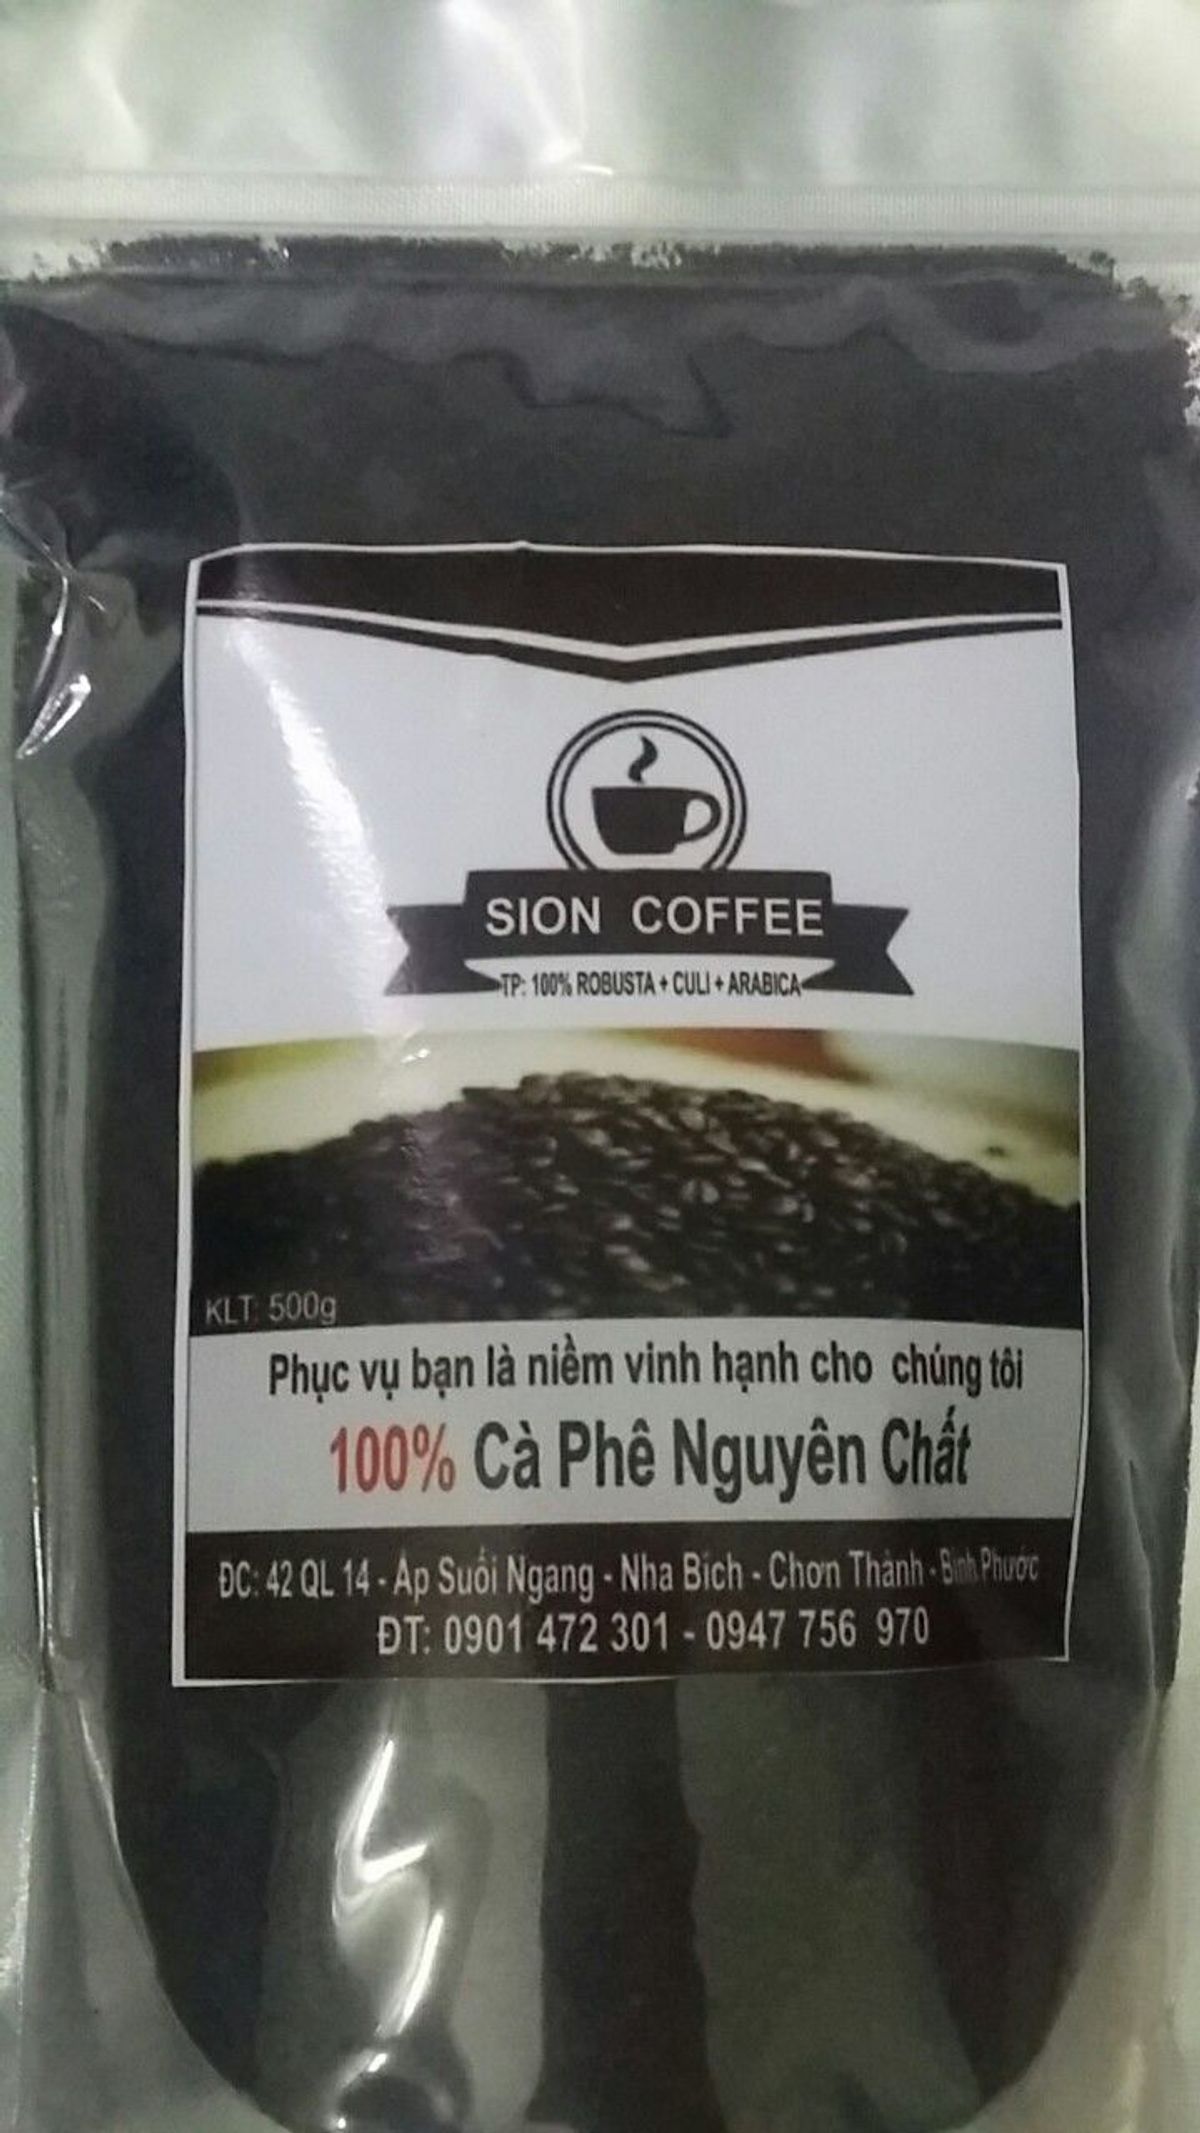 SION COFFEE
TP: 100% ROBUSTA + CULI + ARABICA
KLT: 500g
Phục vụ bạn là niềm vinh hạnh cho chúng tôi
100% Cà Phê Nguyên Chất
ĐC: 42 QL 14 - Ấp Suối Ngang - Nha Bích - Chơn Thành - Bình Phước
ĐT: 0901 472 301 - 0947 756 970